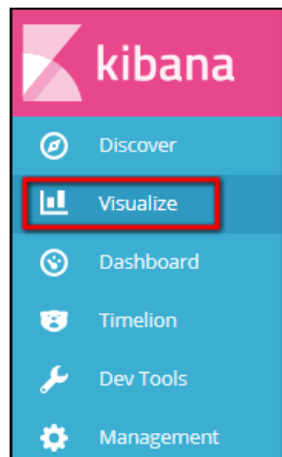 kibana
Discover
Visualize
Dashboard
Timelion
Dev Tools
Management